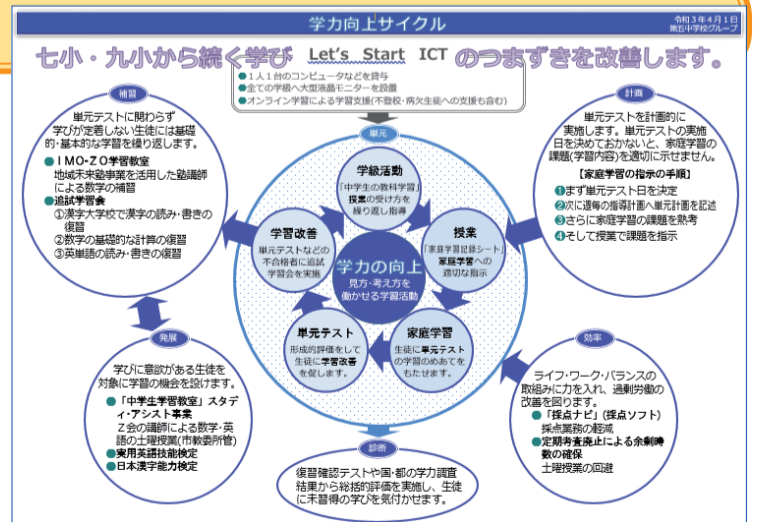 学力向上サイクル
令和3年4月1日
第五中学校グループ
七小・九小から続く学び Let's Start ICT のつまずきを改善します。
●1人1台のコンピュータなどを貸与
●全ての学級へ大型液晶モニターを設置
●オンライン学習による学習支援(不登校・病欠生徒への支援も含む)
補習
単元テストに関わらず
学びが定着しない生徒には基礎
的・基本的な学習を繰り返します。
●IMO-ZO学習教室
地域未来塾事業を活用した塾講師
による数学の補習
●追試学習会
①漢字大学校で漢字の読み・書きの
復習
②数学の基礎的な計算の復習
③英単語の読み・書きの復習
単元
学級活動
「中生の教科学習」
授業の受け方を
繰り返し指導
授業
「家庭学習記録シート」
家庭学習への
適切な指示
家庭学習
生徒に単元テスト
の学習のめあてを
もたせます。
単元テスト
形成的評価をして
生徒に学習改善
を促します。
学習改善
単元テストなどの
不合格者に追試
学習会を実施
学力の向上
見方・考え方を
働かせる学習活動
計画
単元テストを計画的に
実施します。単元テストの実施
日を決めておかないと、家庭学習の
課題(学習内容)を適切に示せません。
【家庭学習の指示の手順】
❶まず単元テスト日を決定
❷次に週毎の指導計画へ単元計画を記述
❸さらに家庭学習の課題を熟考
❹そして授業で課題を指示
発展
学びに意欲がある生徒を
対象に学習の機会を設けます。
●「中学生学習教室」スタデ
ィ・アシスト事業
Z会の講師による数学・英
語の土曜授業(市教委所管)
●実用英語技能検定
●日本漢字能力検定
効率
ライフ・ワーク・バランスの
取組みに力を入れ、過剰労働の
改善を図ります。
●「採点ナビ」(採点ソフト)
採点業務の軽減
●定期考査廃止による余剰時
数の確保
土曜授業の回避
診断
復習確認テストや国・都の学力調査
結果から総括的評価を実施し、生徒
に未習得の学びを気付かせます。